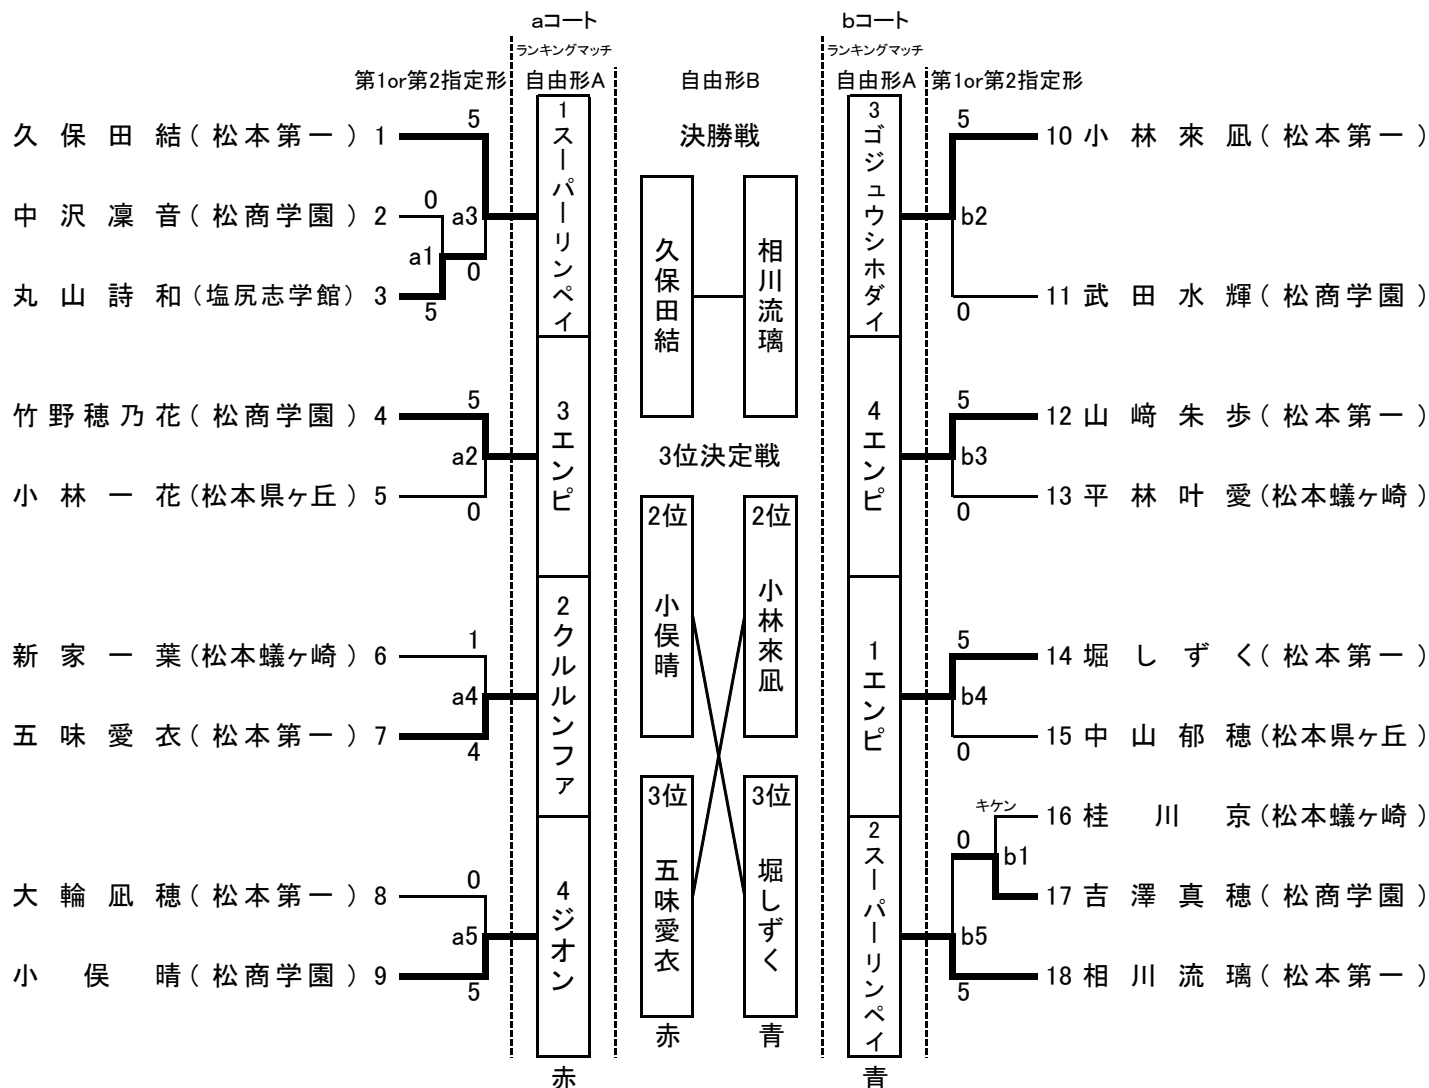 aコート
bコート
ランキングマッチ
ランキングマッチ
第1or第2指定形
自由形A
自由形B
自由形A
第1or第2指定形
決勝戦
久保田結
相川流璃
3位決定戦
2位 小俣晴
2位 小林來凪
3位 五味愛衣
3位 堀しずく
赤
青
久保田結(松本第一) 1
5
中沢凜音(松商学園) 2
0
a3
a1
0
丸山詩和(塩尻志学館) 3
5
竹野穂乃花(松商学園) 4
5
a2
小林一花(松本県ヶ丘) 5
0
新家一葉(松本蟻ヶ崎) 6
1
a4
五味愛衣(松本第一) 7
4
大輪凪穂(松本第一) 8
0
a5
小俣晴(松商学園) 9
5
1スーパーリンペイ
3エンピ
2クルルンファ
4ジオン
赤
3ゴジュウシホダイ
4エンピ
1エンピ
2スーパーリンペイ
青
5
10 小林來凪(松本第一)
b2
11 武田水輝(松商学園)
0
5
12 山﨑朱歩(松本第一)
b3
13 平林叶愛(松本蟻ヶ崎)
0
5
14 堀しずく(松本第一)
b4
15 中山郁穂(松本県ヶ丘)
0
キケン
16 桂川京(松本蟻ヶ崎)
0
b1
17 吉澤真穂(松商学園)
b5
18 相川流璃(松本第一)
5